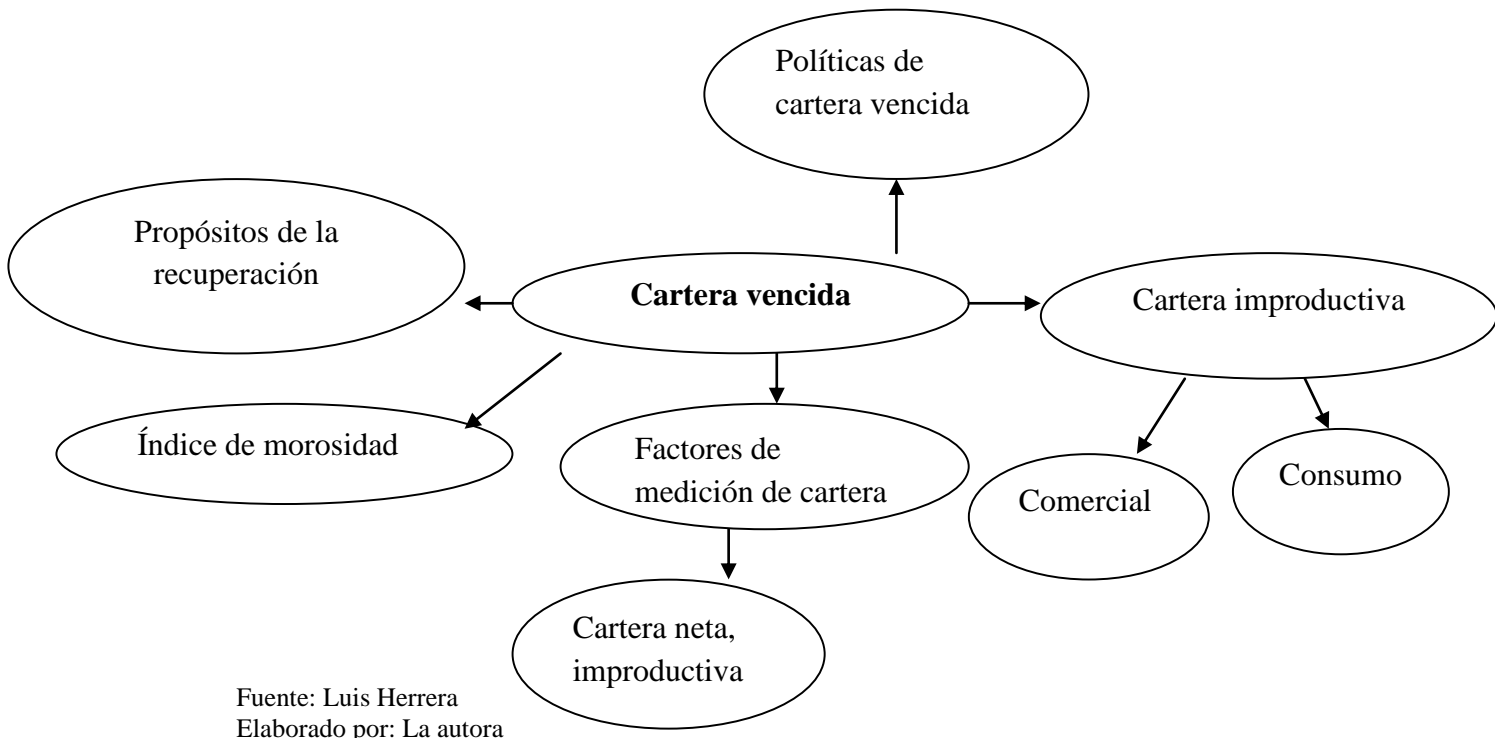 Políticas de
cartera vencida
Propósitos de la
recuperación
Cartera vencida
Cartera improductiva
Índice de morosidad
Factores de
medición de cartera
Comercial
Consumo
Cartera neta,
improductiva
Fuente: Luis Herrera
Elaborado por: La autora